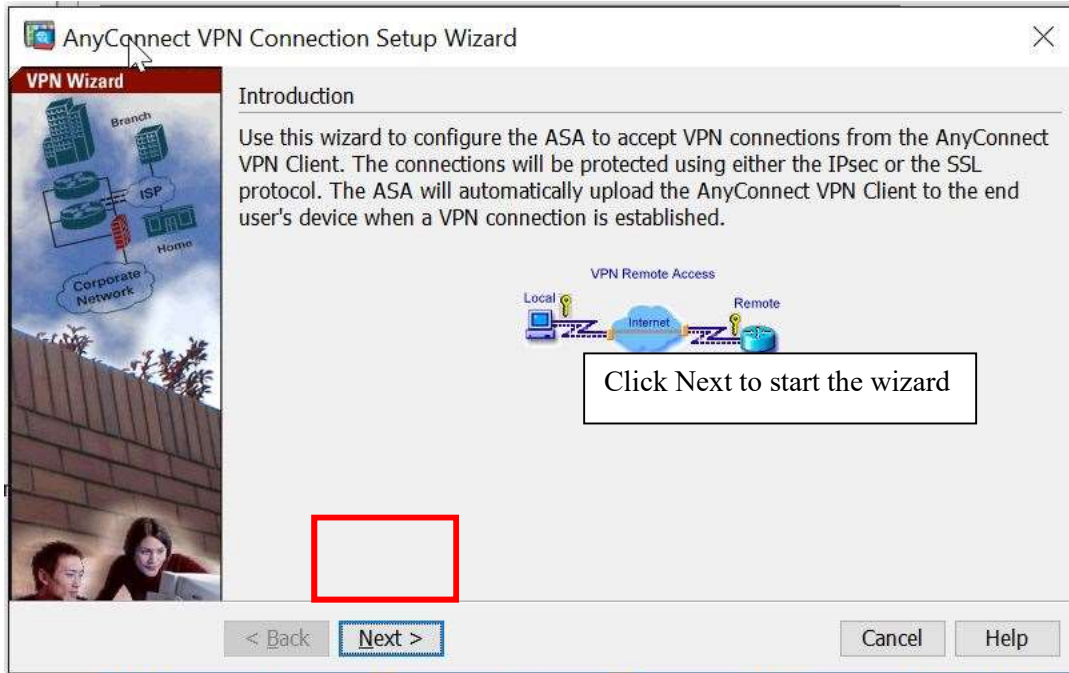 AnyConnect VPN Connection Setup Wizard
VPN Wizard
Branch
ISP
Home
Corporate
Network
Introduction
Use this wizard to configure the ASA to accept VPN connections from the AnyConnect
VPN Client. The connections will be protected using either the IPsec or the SSL
protocol. The ASA will automatically upload the AnyConnect VPN Client to the end
user's device when a VPN connection is established.
VPN Remote Access
Local
Remote
Internet
Click Next to start the wizard
< Back Next > Cancel Help